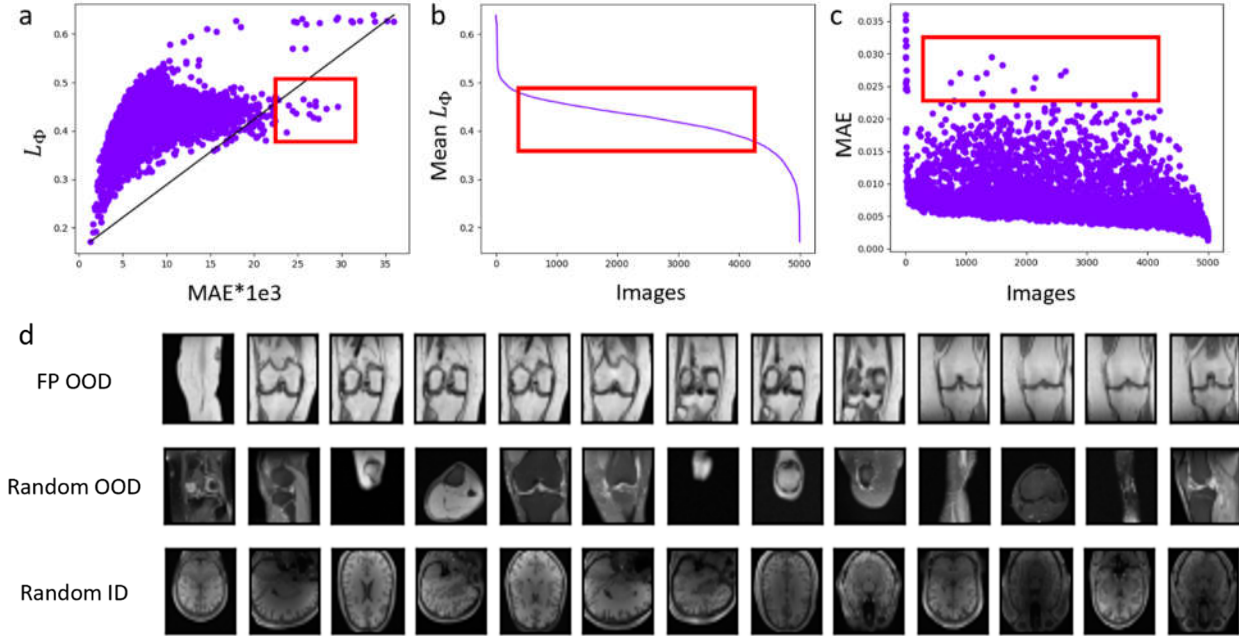 a
0.6
0.5
0.4
0.3
0.2
L_Φ
0 5 10 15 20 25 30 35
MAE*1e3
b
0.6
0.5
0.4
0.3
0.2
Mean L_Φ
0 1000 2000 3000 4000 5000
Images
c
0.035
0.030
0.025
0.020
0.015
0.010
0.005
0.000
MAE
0 1000 2000 3000 4000 5000
Images
d
FP OOD
Random OOD
Random ID